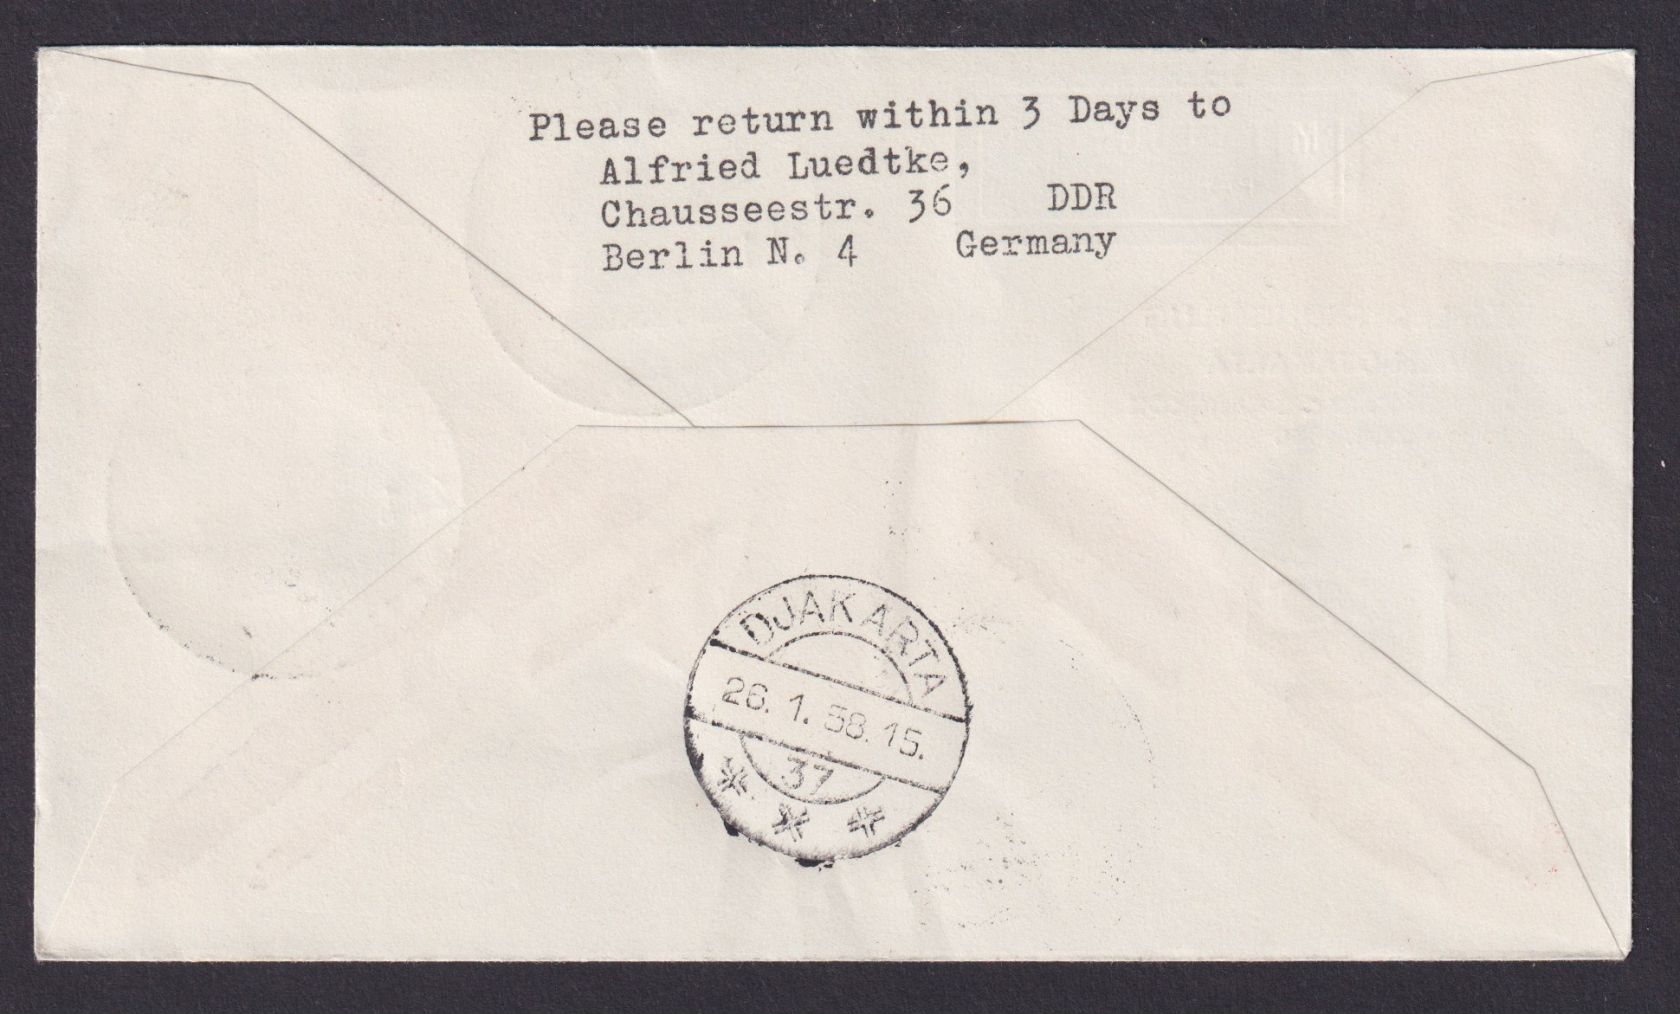 Please return within 3 Days to
Alfried Luedtke,
Chausseestr. 36 DDR
Berlin N. 4 Germany
DJAKARTA
26. 1. 58. 15.
37